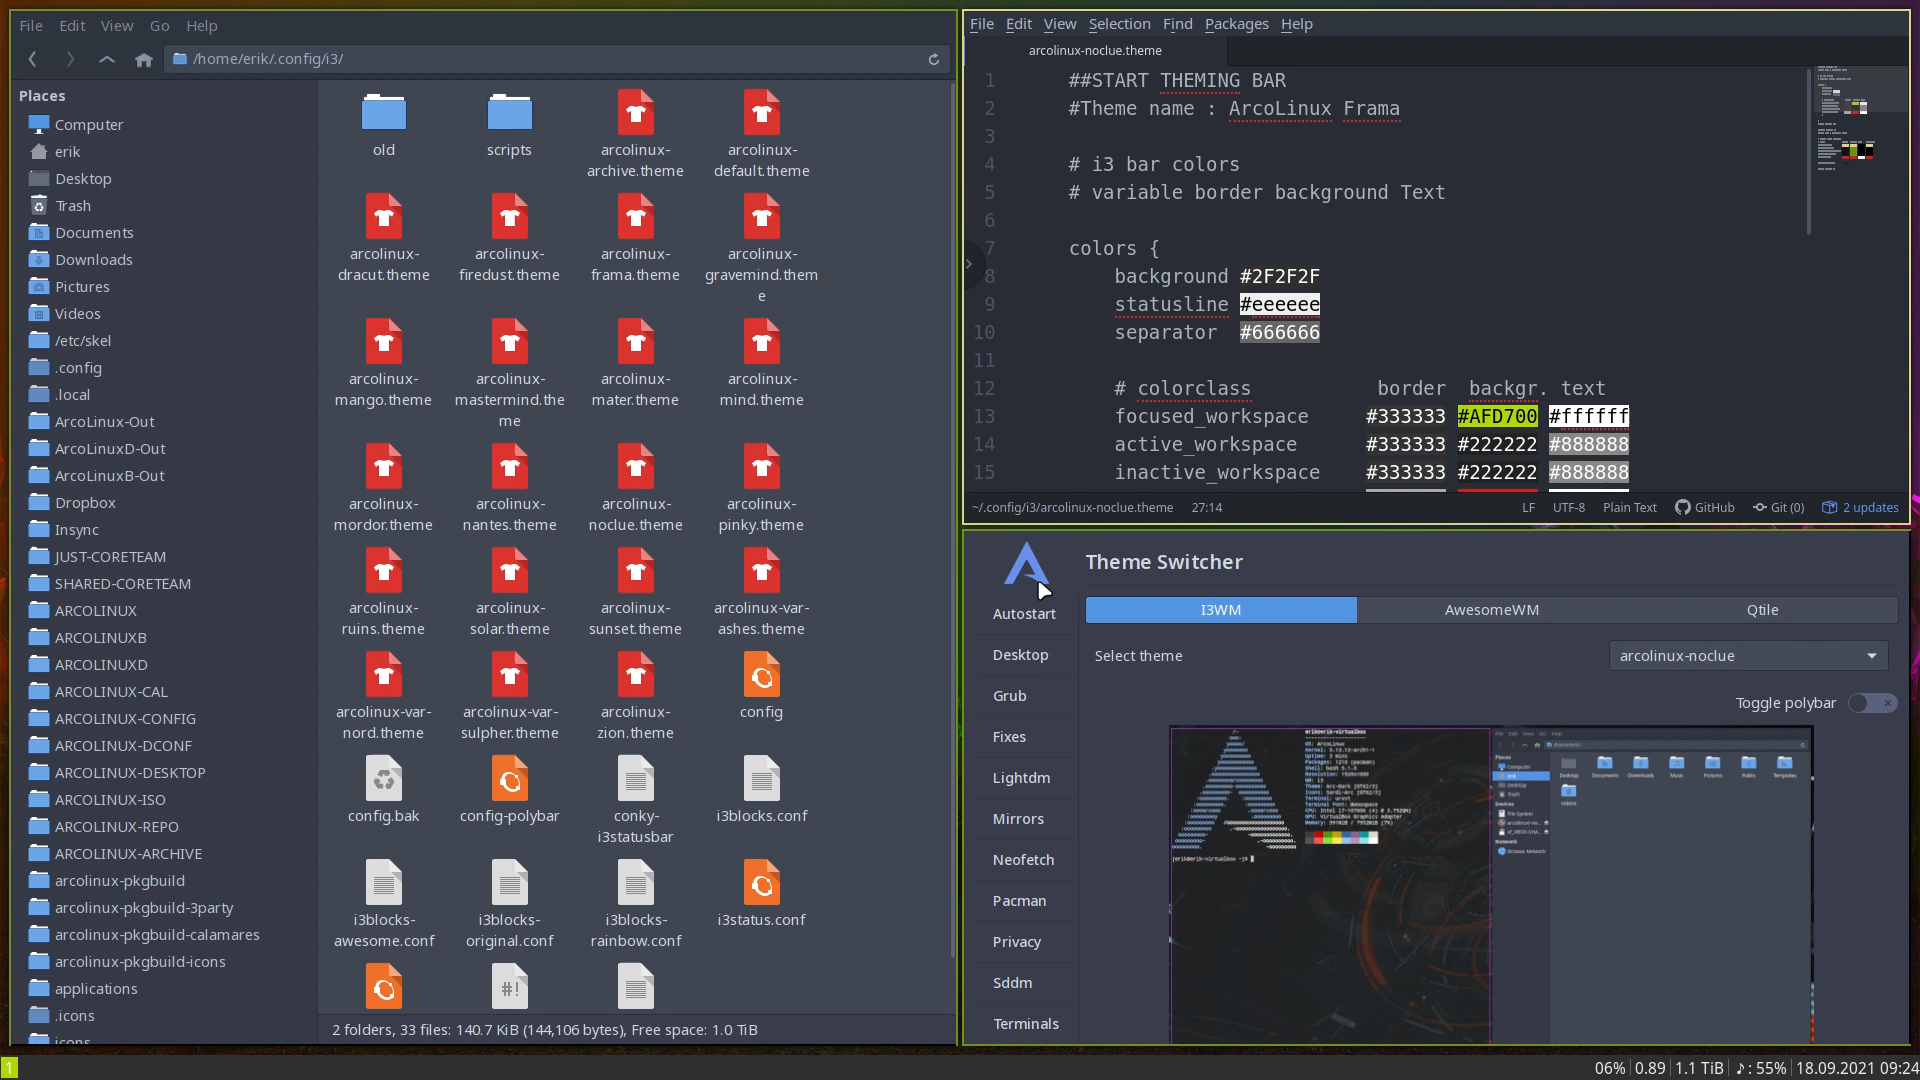 File Edit View Go Help
/home/erik/.config/i3/
Places
Computer
erik
Desktop
Trash
Documents
Downloads
Pictures
Videos
/etc/skel
.config
.local
ArcoLinux-Out
ArcoLinuxD-Out
ArcoLinuxB-Out
Dropbox
Insync
JUST-CORETEAM
SHARED-CORETEAM
ARCOLINUX
ARCOLINUXB
ARCOLINUXD
ARCOLINUX-CAL
ARCOLINUX-CONFIG
ARCOLINUX-DCONF
ARCOLINUX-DESKTOP
ARCOLINUX-ISO
ARCOLINUX-REPO
ARCOLINUX-ARCHIVE
arcolinux-pkgbuild
arcolinux-pkgbuild-3party
arcolinux-pkgbuild-calamares
arcolinux-pkgbuild-icons
applications
.icons
icons
old
scripts
arcolinux-
archive.theme
arcolinux-
default.theme
arcolinux-
dracut.theme
arcolinux-
firedust.theme
arcolinux-
frama.theme
arcolinux-
gravemind.them
e
arcolinux-
mango.theme
arcolinux-
mastermind.the
me
arcolinux-
mater.theme
arcolinux-
mind.theme
arcolinux-
mordor.theme
arcolinux-
nantes.theme
arcolinux-
noclue.theme
arcolinux-
pinky.theme
arcolinux-
ruins.theme
arcolinux-
solar.theme
arcolinux-
sunset.theme
arcolinux-var-
ashes.theme
arcolinux-var-
nord.theme
arcolinux-var-
sulpher.theme
arcolinux-
zion.theme
config
config.bak
config-polybar
conky-
i3statusbar
i3blocks.conf
i3blocks-
awesome.conf
i3blocks-
original.conf
i3blocks-
rainbow.conf
i3status.conf
#!
2 folders, 33 files: 140.7 KiB (144,106 bytes), Free space: 1.0 TiB
File Edit View Selection Find Packages Help
arcolinux-noclue.theme
1 ##START THEMING BAR
2 #Theme name : ArcoLinux Frama
3
4 # i3 bar colors
5 # variable border background Text
6
7 colors {
8 background #2F2F2F
9 statusline #eeeeee
10 separator #666666
11
12 # colorclass border backgr. text
13 focused_workspace #333333 #AFD700 #ffffff
14 active_workspace #333333 #222222 #888888
15 inactive_workspace #333333 #222222 #888888
~/.config/i3/arcolinux-noclue.theme 27:14 LF UTF-8 Plain Text GitHub Git (0) 2 updates
Theme Switcher
Autostart
Desktop
Grub
Fixes
Lightdm
Mirrors
Neofetch
Pacman
Privacy
Sddm
Terminals
I3WM AwesomeWM Qtile
Select theme arcolinux-noclue
Toggle polybar
1 06% 0.89 1.1 TiB ♪: 55% 18.09.2021 09:24